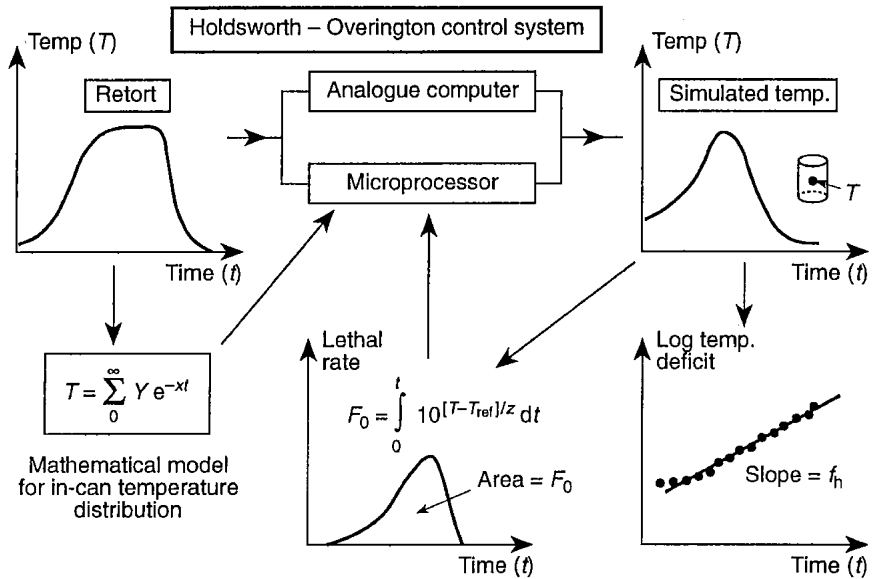 Holdsworth – Overington control system
Temp (T)
Retort
Time (t)
Analogue computer
Microprocessor
Temp (T)
Simulated temp.
T
Time (t)
T = ∞ ∑ 0 Y e^–xt
Mathematical model
for in-can temperature
distribution
Lethal
rate
F₀ = t ∫ 0 10^[T–T_ref]/z dt
Area = F₀
Time (t)
Log temp.
deficit
Slope = f_h
Time (t)